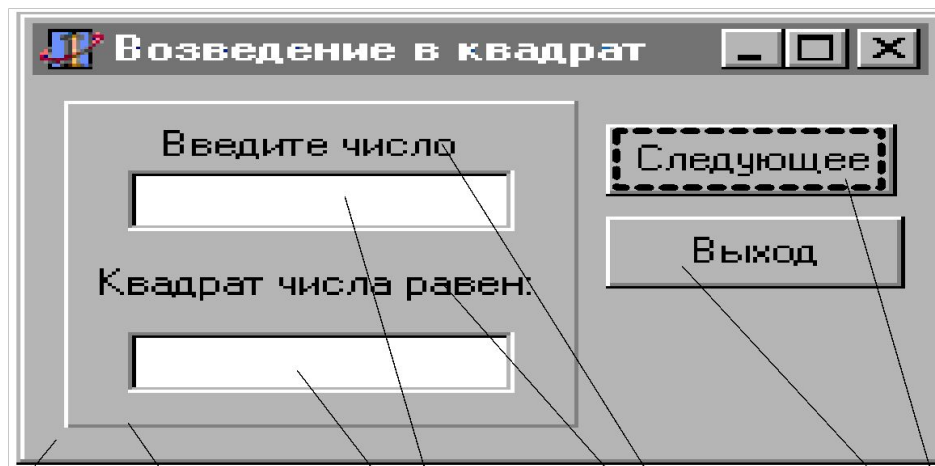 Возведение в квадрат
Введите число
Следующее
Выход
Квадрат числа равен: